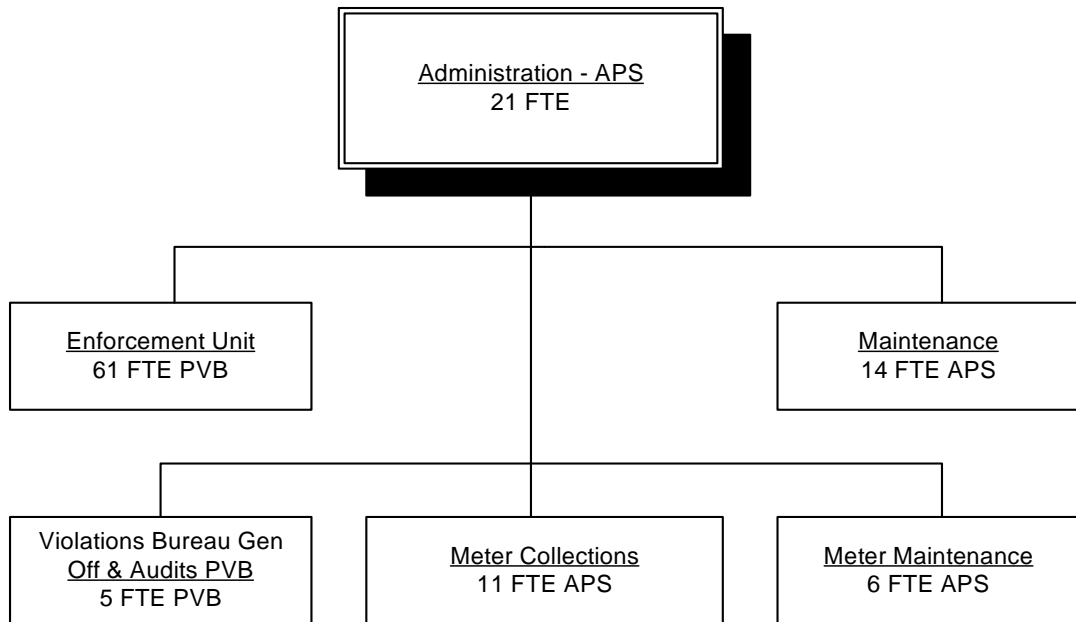 Administration - APS
21 FTE
Enforcement Unit
61 FTE PVB
Maintenance
14 FTE APS
Violations Bureau Gen
Off & Audits PVB
5 FTE PVB
Meter Collections
11 FTE APS
Meter Maintenance
6 FTE APS